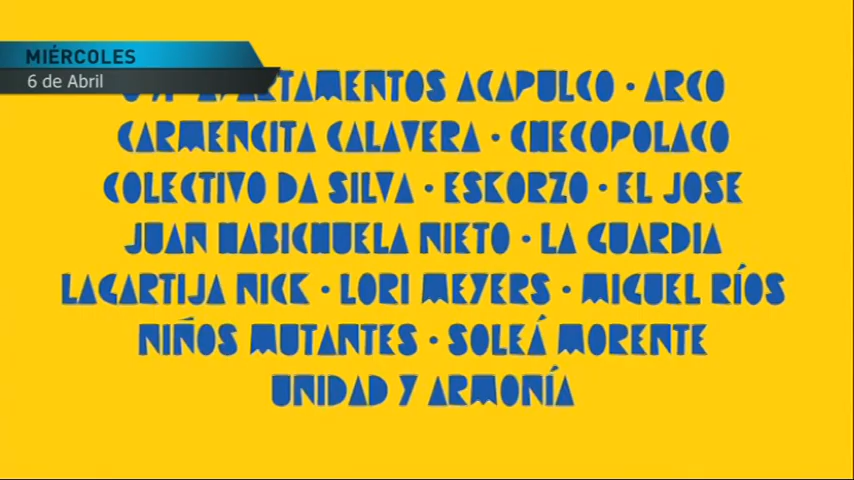 MIÉRCOLES
6 de Abril
APARTAMENTOS ACAPULCO · ARCO
CARMENCITA CALAVERA · CHECOPOLACO
COLECTIVO DA SILVA · ESKORZO · EL JOSE
JUAN HABICHUELA NIETO · LA GUARDIA
LAGARTIJA NICK · LORI MEYERS · MIGUEL RÍOS
NIÑOS MUTANTES · SOLEÁ MORENTE
UNIDAD Y ARMONÍA